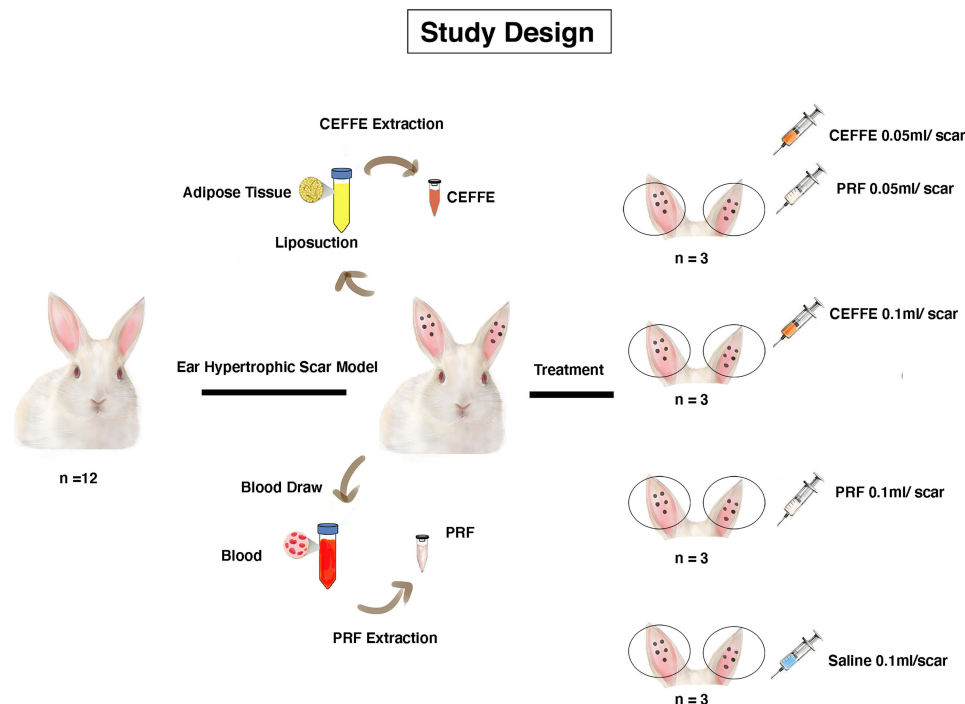 Study Design
CEFFE Extraction
Adipose Tissue
CEFFE
Liposuction
Ear Hypertrophic Scar Model
Treatment
n =12
Blood Draw
Blood
PRF
PRF Extraction
CEFFE 0.05ml/ scar
PRF 0.05ml/ scar
n = 3
CEFFE 0.1ml/ scar
n = 3
PRF 0.1ml/ scar
n = 3
Saline 0.1ml/scar
n = 3